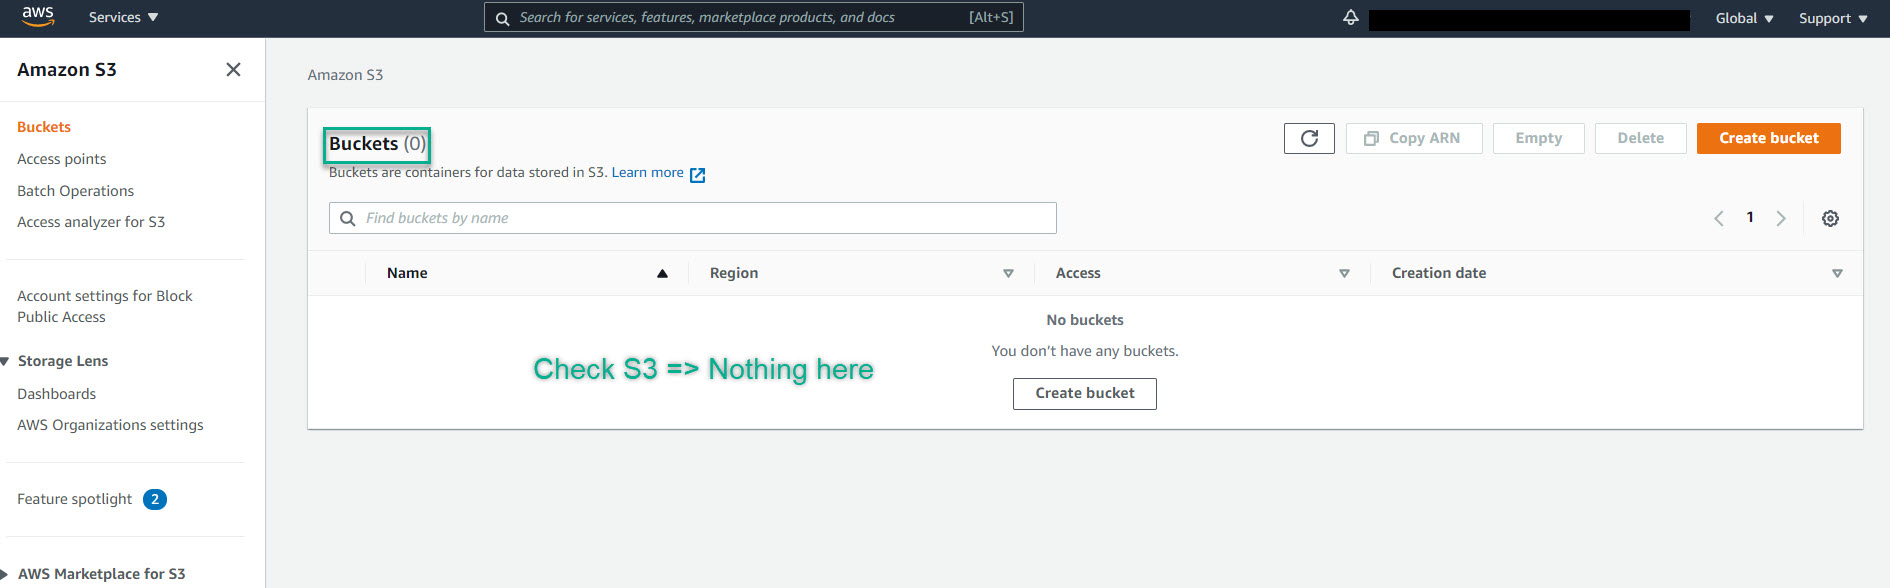 aws
Services
Search for services, features, marketplace products, and docs [Alt+S]
Global
Support
Amazon S3
Buckets
Access points
Batch Operations
Access analyzer for S3
Account settings for Block
Public Access
Storage Lens
Dashboards
AWS Organizations settings
Feature spotlight 2
AWS Marketplace for S3
Amazon S3
Buckets (0)
Copy ARN
Empty
Delete
Create bucket
Buckets are containers for data stored in S3. Learn more
Find buckets by name
1
Name Region Access Creation date
No buckets
You don't have any buckets.
Check S3 => Nothing here
Create bucket